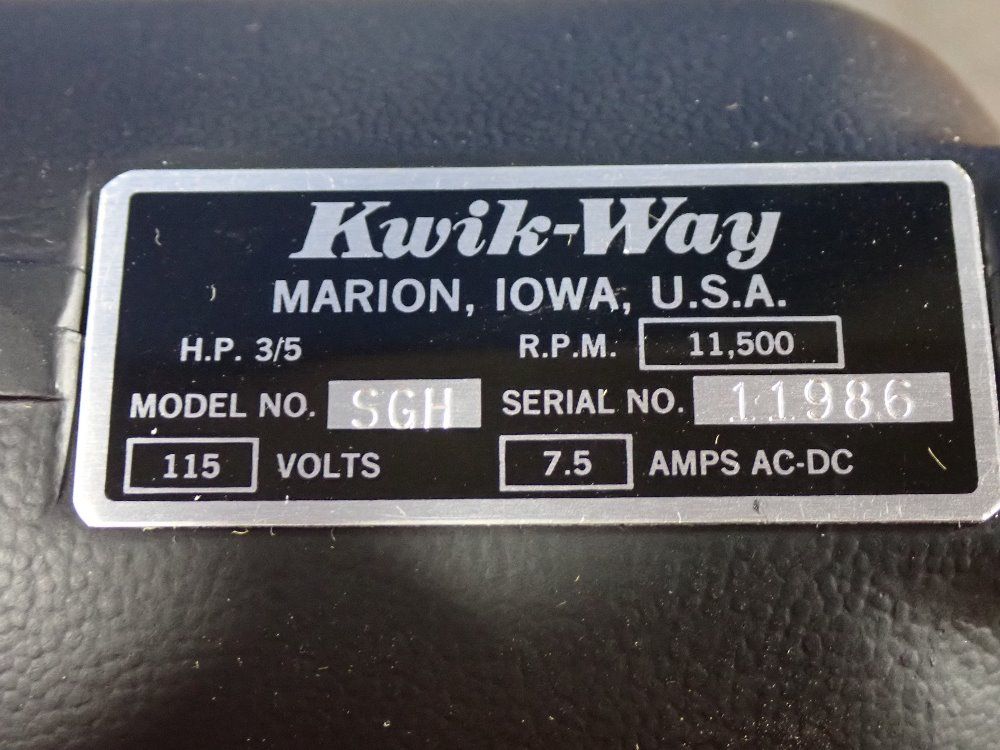 Kwik-Way
MARION, IOWA, U.S.A.
H.P. 3/5 R.P.M. 11,500
MODEL NO. SGH SERIAL NO. 11986
115 VOLTS 7.5 AMPS AC-DC